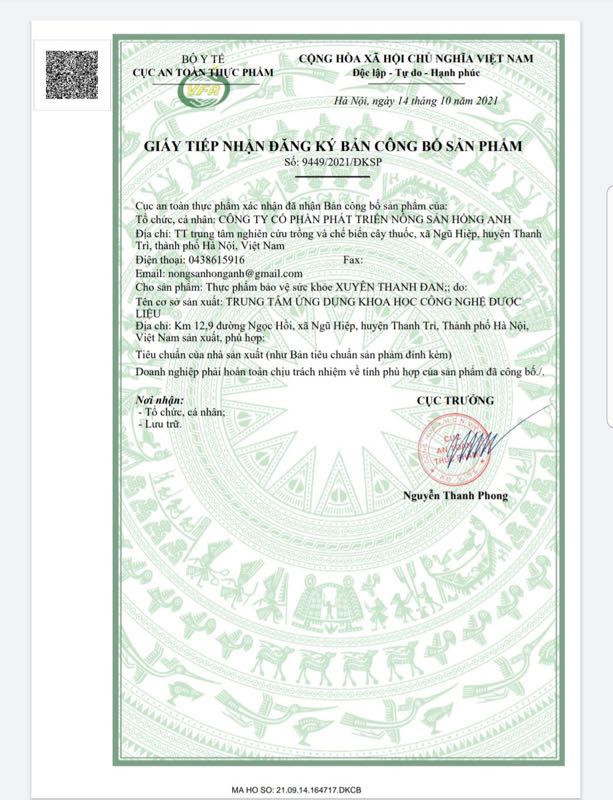 BỘ Y TẾ
CỤC AN TOÀN THỰC PHẨM
VFA
CỘNG HÒA XÃ HỘI CHỦ NGHĨA VIỆT NAM
Độc lập - Tự do - Hạnh phúc
Hà Nội, ngày 14 tháng 10 năm 2021
GIẤY TIẾP NHẬN ĐĂNG KÝ BẢN CÔNG BỐ SẢN PHẨM
Số: 9449/2021/ĐKSP
Cục an toàn thực phẩm xác nhận đã nhận Bản công bố sản phẩm của:
Tổ chức, cá nhân: CÔNG TY CỔ PHẦN PHÁT TRIỂN NÔNG SẢN HỒNG ANH
Địa chỉ: TT trung tâm nghiên cứu trồng và chế biến cây thuốc, xã Ngũ Hiệp, huyện Thanh
Trì, thành phố Hà Nội, Việt Nam
Điện thoại: 0438615916 Fax:
Email: nongsanhonganh@gmail.com
Cho sản phẩm: Thực phẩm bảo vệ sức khỏe XUYÊN THANH ĐAN;; do:
Tên cơ sở sản xuất: TRUNG TÂM ỨNG DỤNG KHOA HỌC CÔNG NGHỆ DƯỢC
LIỆU
Địa chỉ: Km 12,9 đường Ngọc Hồi, xã Ngũ Hiệp, huyện Thanh Trì, Thành phố Hà Nội,
Việt Nam sản xuất, phù hợp:
Tiêu chuẩn của nhà sản xuất (như Bản tiêu chuẩn sản phẩm đính kèm)
Doanh nghiệp phải hoàn toàn chịu trách nhiệm về tính phù hợp của sản phẩm đã công bố./.
Nơi nhận:
- Tổ chức, cá nhân;
- Lưu trữ.
CỤC TRƯỞNG
CỤC
AN TOÀN
THỰC PHẨM
Nguyễn Thanh Phong
MA HO SO: 21.09.14.164717.DKCB